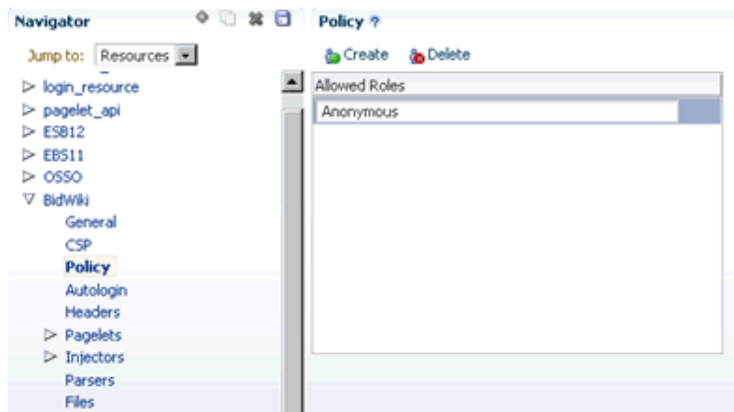 Navigator
Jump to: Resources
login_resource
pagelet_api
ESB12
EBS11
OSSO
BidWiki
General
CSP
Policy
Autologin
Headers
Pagelets
Injectors
Parsers
Files
Policy ?
Create Delete
Allowed Roles
Anonymous